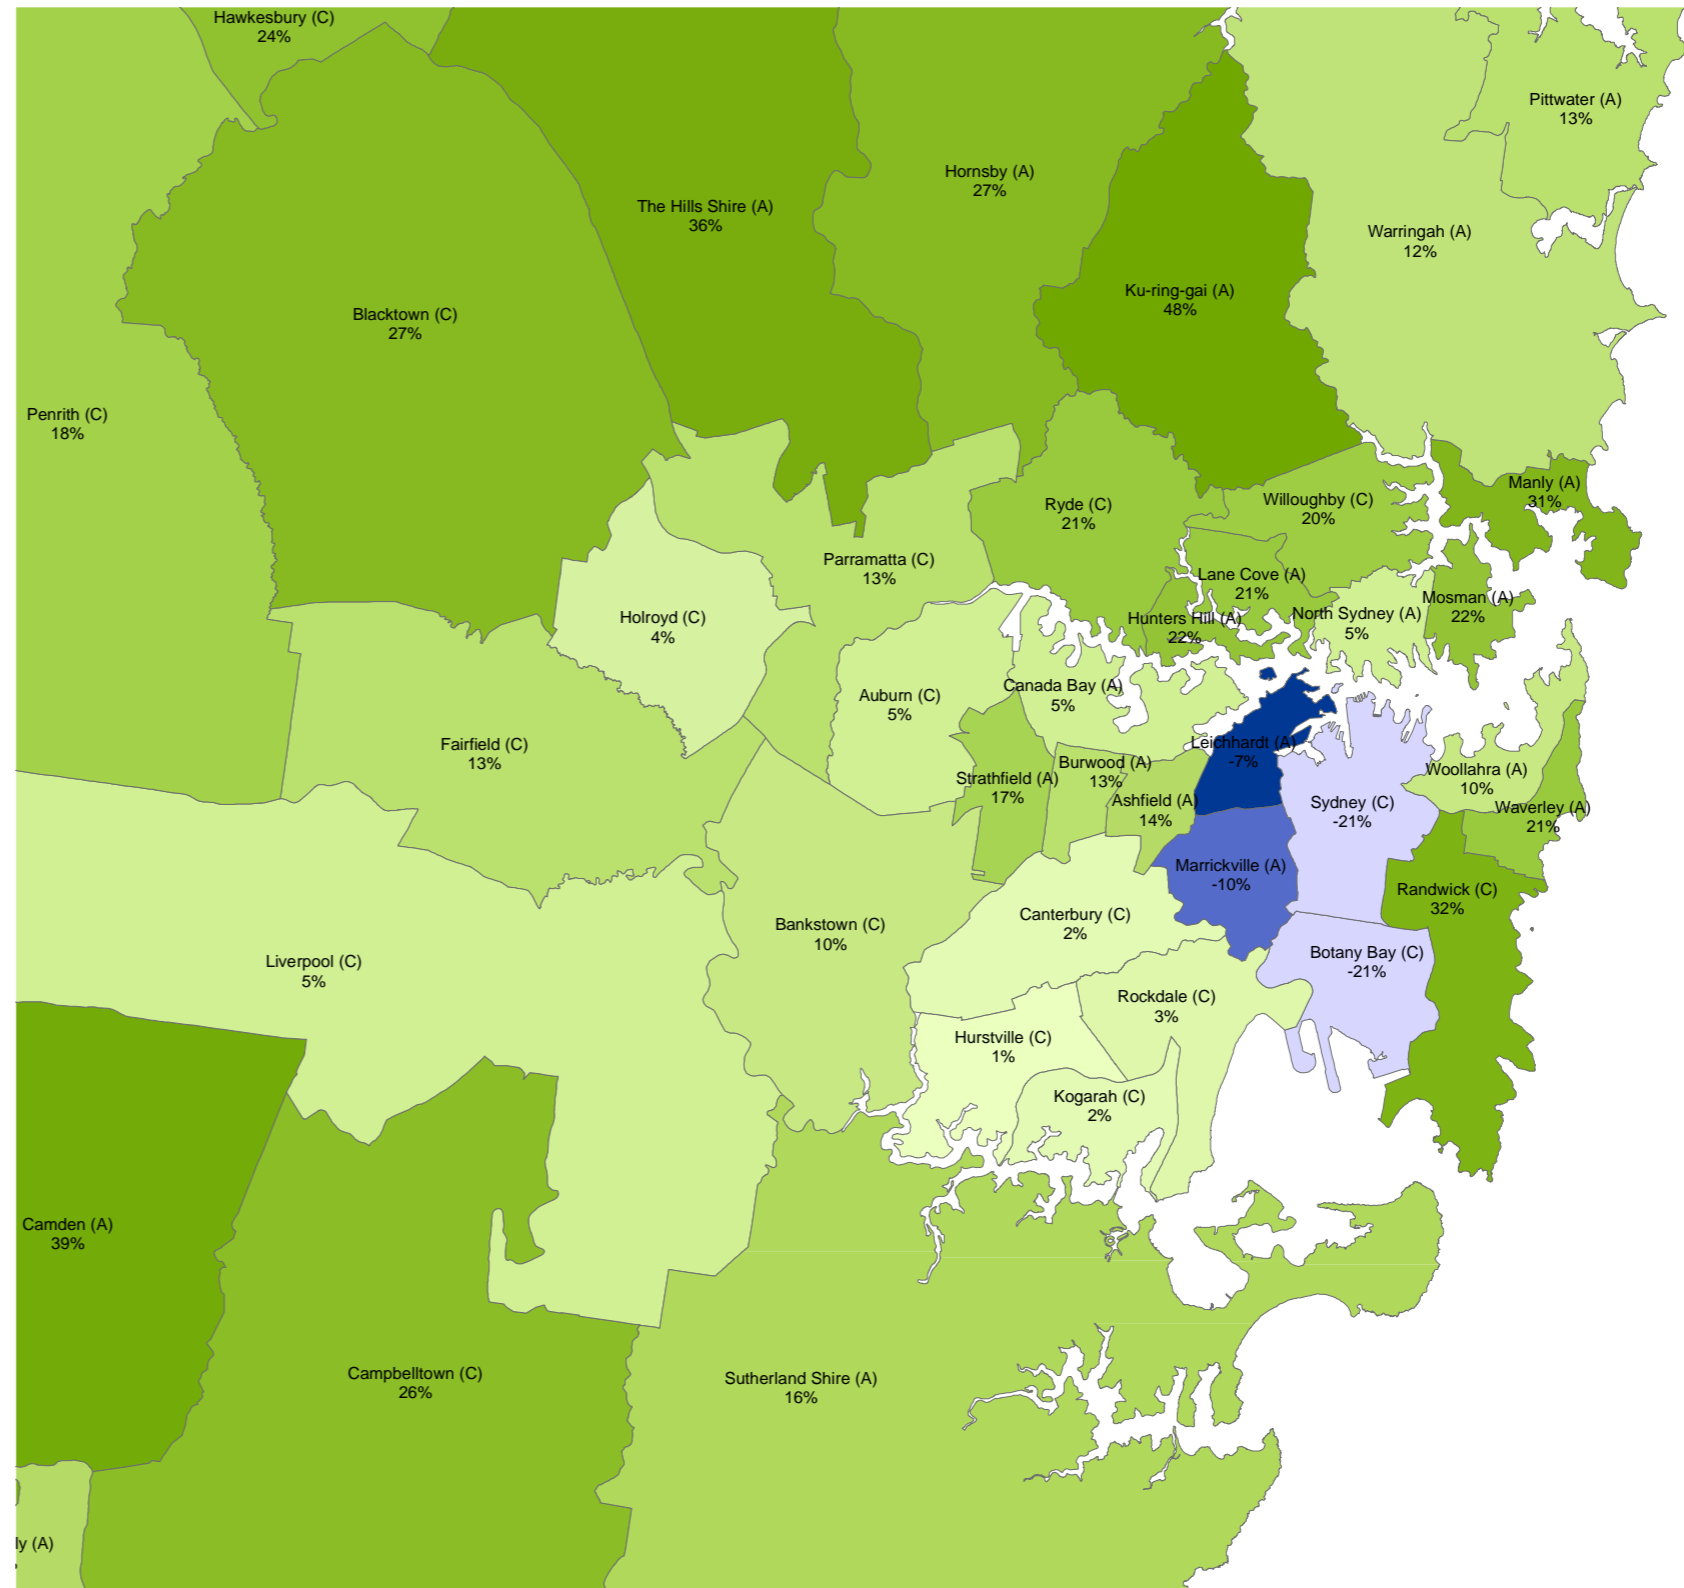 Hawkesbury (C)
24%
Pittwater (A)
13%
Hornsby (A)
27%
The Hills Shire (A)
36%
Warringah (A)
12%
Ku-ring-gai (A)
48%
Blacktown (C)
27%
Penrith (C)
18%
Manly (A)
31%
Willoughby (C)
20%
Ryde (C)
21%
Parramatta (C)
13%
Lane Cove (A)
21%
Mosman (A)
22%
Holroyd (C)
4%
Hunters Hill (A)
22%
North Sydney (A)
5%
Canada Bay (A)
5%
Auburn (C)
5%
Fairfield (C)
13%
Leichhardt (A)
-7%
Burwood (A)
13%
Woollahra (A)
10%
Strathfield (A)
17%
Ashfield (A)
14%
Sydney (C)
-21%
Waverley (A)
21%
Marrickville (A)
-10%
Randwick (C)
32%
Canterbury (C)
2%
Bankstown (C)
10%
Botany Bay (C)
-21%
Liverpool (C)
5%
Rockdale (C)
3%
Hurstville (C)
1%
Kogarah (C)
2%
Camden (A)
39%
Campbelltown (C)
26%
Sutherland Shire (A)
16%
ly (A)